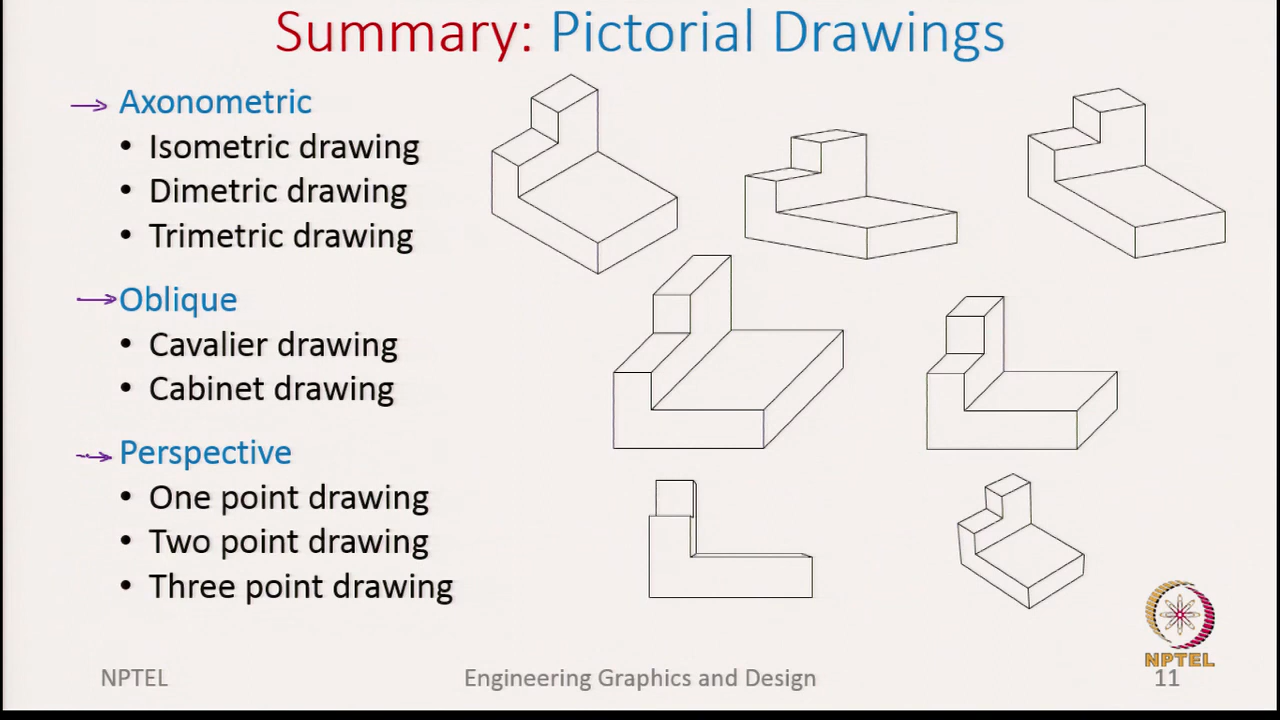 Summary: Pictorial Drawings
Axonometric
• Isometric drawing
• Dimetric drawing
• Trimetric drawing
Oblique
• Cavalier drawing
• Cabinet drawing
Perspective
• One point drawing
• Two point drawing
• Three point drawing
NPTEL
NPTEL
Engineering Graphics and Design
11